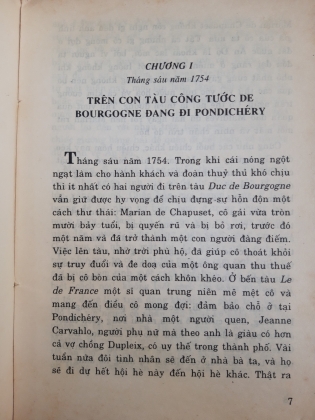 CHƯƠNG I
Tháng sáu năm 1754
TRÊN CON TÀU CÔNG TƯỚC DE
BOURGOGNE ĐANG ĐI PONDICHÉRY
Tháng sáu năm 1754. Trong khi cái nóng ngột
ngạt làm cho hành khách và đoàn thuỷ thủ khó chịu
thì ít nhất có hai người đi trên tàu Duc de Bourgogne
vẫn giữ được hy vọng để chịu đựng sự hỗn độn một
cách thư thái: Marian de Chapuset, cô gái vừa tròn
mười bảy tuổi, bị quyến rũ và bị bỏ rơi, trước đó
một năm và đã trở thành một con người đàng điếm.
Việc lên tàu, nhờ trời phù hộ, đã giúp cô thoát khỏi
sự truy đuổi và đe doạ của một ông quan thu thuế
đã bị cô bòn của một cách khôn khéo. Ở bến tàu Le
de France một sĩ quan trung niên mê mệt cô và
mang đến điều cô mong đợi: đảm bảo chỗ ở tại
Pondichéry, nơi nhà một người quen, Jeanne
Carvahlo, người phụ nữ mà theo anh là giàu có hơn
cả vợ chồng Dupleix, có uy thế trong thành phố. Vài
tuần nữa đôi tình nhân sẽ đến ở nhà bà ta, và họ
sẽ đi dự hết hội hè này đến hội hè khác. Thật ra
7